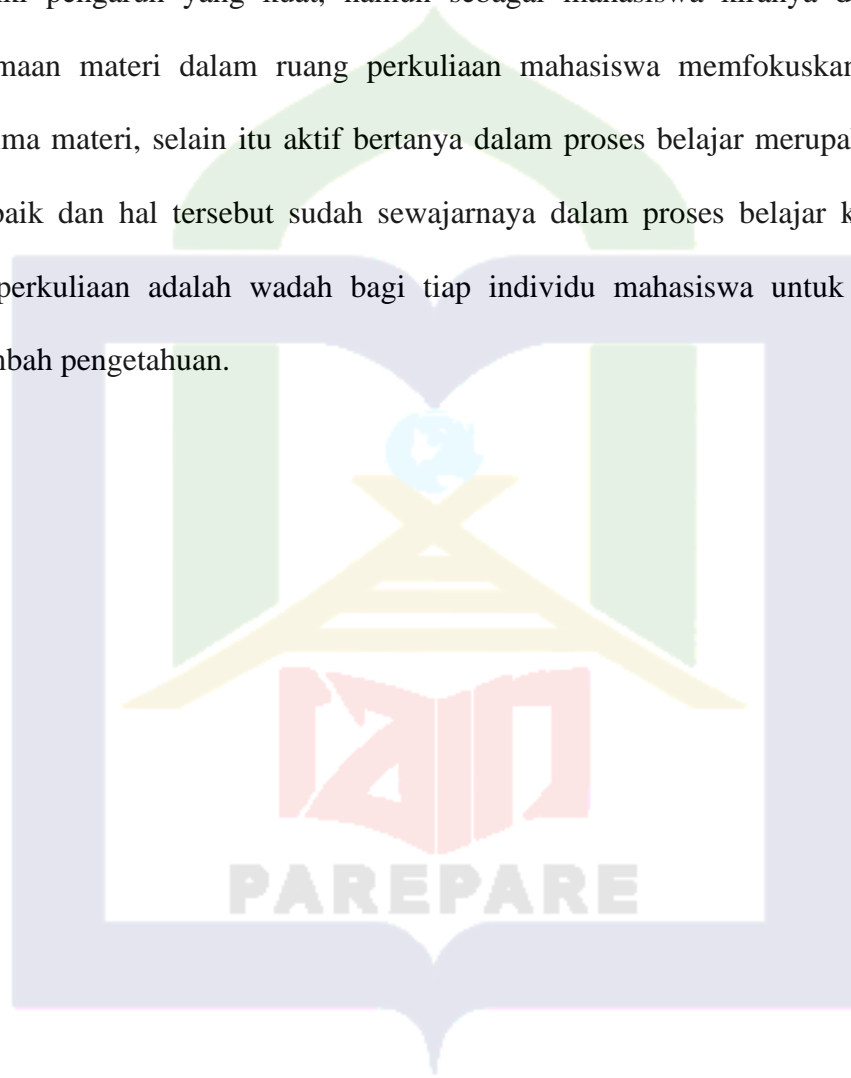 pengaruh yang kuat, namun sebagai mahasiswa kiranya d
maan materi dalam ruang perkuliaan mahasiswa memfokuskan
ma materi, selain itu aktif bertanya dalam proses belajar merupa
baik dan hal tersebut sudah sewajarnaya dalam proses belajar k
perkuliaan adalah wadah bagi tiap individu mahasiswa untuk
nbah pengetahuan.
iain
PAREPARE